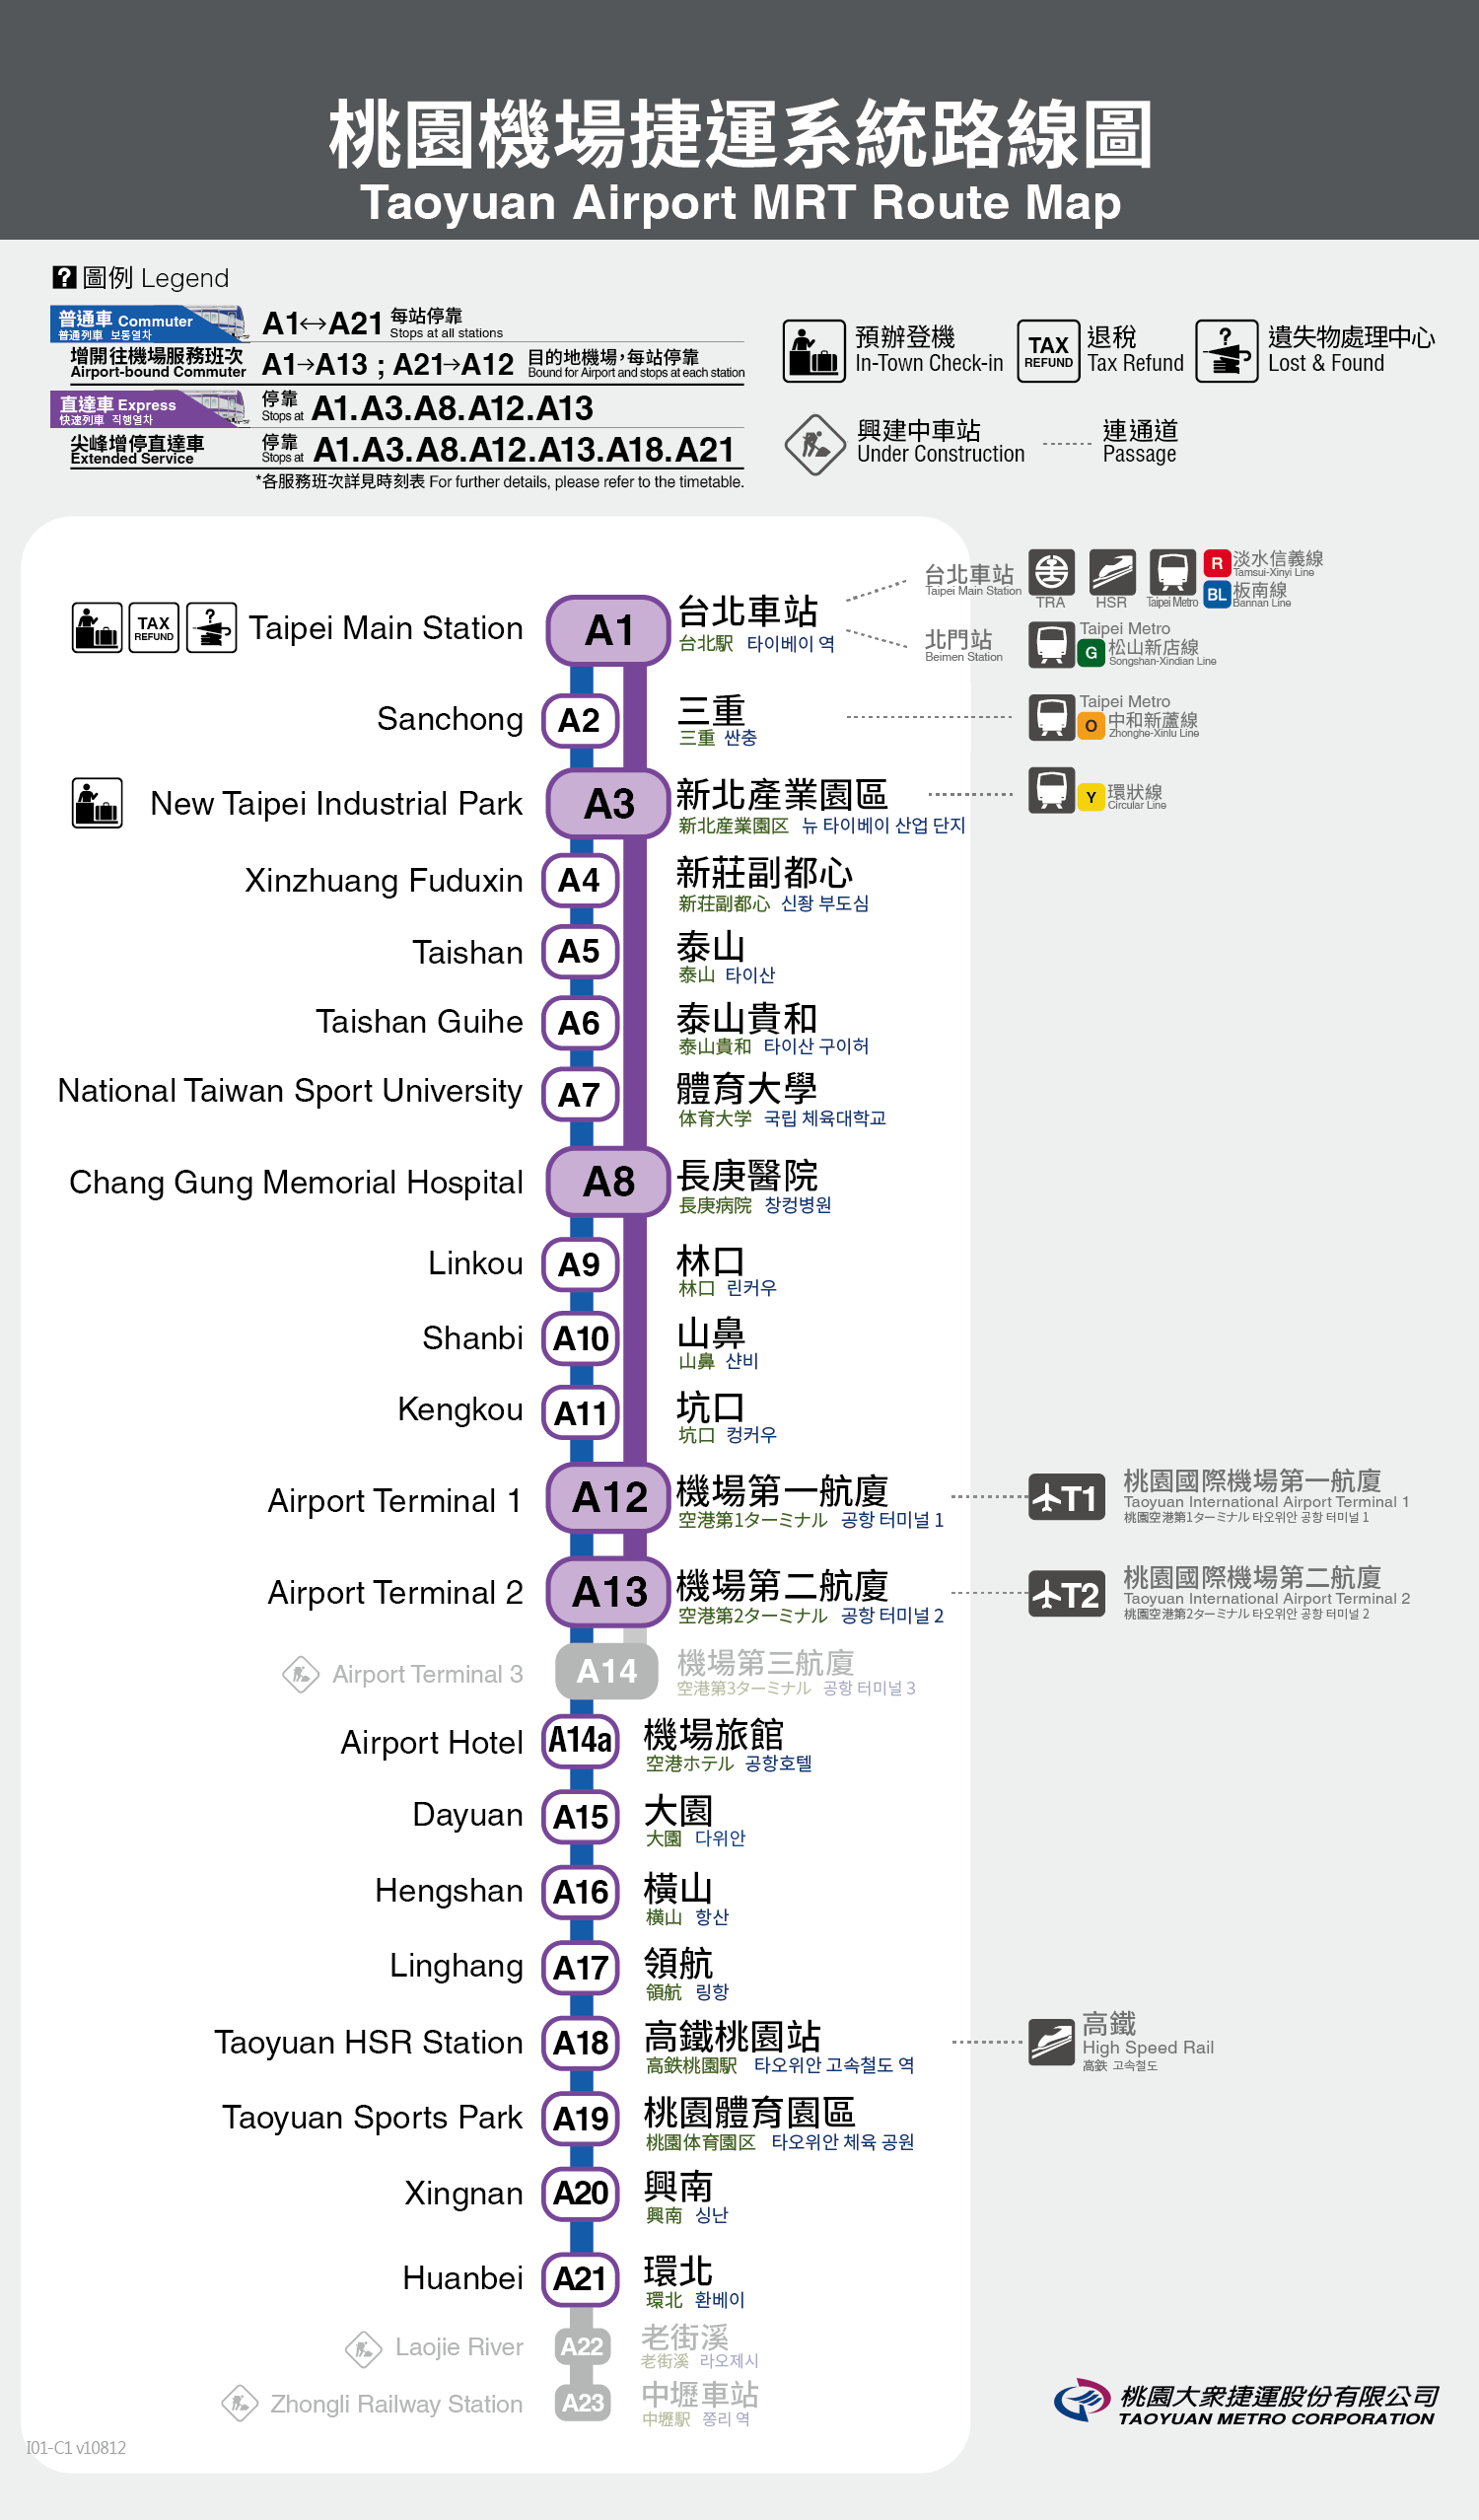 桃園機場捷運系統路線圖
Taoyuan Airport MRT Route Map
? 圖例 Legend
普通車 Commuter
普通列車 보통열차
A1↔A21 每站停靠
Stops at all stations
增開往機場服務班次
Airport-bound Commuter
A1→A13 ; A21→A12 目的地機場,每站停靠
Bound for Airport and stops at each station
直達車 Express
快速列車 직행열차
停靠
Stops at
A1.A3.A8.A12.A13
尖峰增停直達車
Extended Service
停靠
Stops at
A1.A3.A8.A12.A13.A18.A21
*各服務班次詳見時刻表 For further details, please refer to the timetable.
預辦登機
In-Town Check-in
TAX
REFUND
退稅
Tax Refund
?
遺失物處理中心
Lost & Found
興建中車站
Under Construction
連通道
Passage
TAX
REFUND
?
Taipei Main Station A1 台北車站
台北駅 타이베이 역
台北車站
Taipei Main Station
TRA HSR Taipei Metro
R 淡水信義線
Tamsui-Xinyi Line
BL 板南線
Bannan Line
北門站
Beimen Station
Taipei Metro
G 松山新店線
Songshan-Xindian Line
Sanchong A2 三重
三重 싼충
Taipei Metro
O 中和新蘆線
Zhonghe-Xinlu Line
New Taipei Industrial Park A3 新北產業園區
新北産業園区 뉴 타이베이 산업 단지
Y 環狀線
Circular Line
Xinzhuang Fuduxin A4 新莊副都心
新荘副都心 신좡 부도심
Taishan A5 泰山
泰山 타이산
Taishan Guihe A6 泰山貴和
泰山貴和 타이산 구이허
National Taiwan Sport University A7 體育大學
体育大学 국립 체육대학교
Chang Gung Memorial Hospital A8 長庚醫院
長庚病院 창컹병원
Linkou A9 林口
林口 린커우
Shanbi A10 山鼻
山鼻 샨비
Kengkou A11 坑口
坑口 컹커우
Airport Terminal 1 A12 機場第一航廈
空港第1ターミナル 공항 터미널 1
T1 桃園國際機場第一航廈
Taoyuan International Airport Terminal 1
桃園空港第1ターミナル 타오위안 공항 터미널 1
Airport Terminal 2 A13 機場第二航廈
空港第2ターミナル 공항 터미널 2
T2 桃園國際機場第二航廈
Taoyuan International Airport Terminal 2
桃園空港第2ターミナル 타오위안 공항 터미널 2
Airport Terminal 3 A14 機場第三航廈
空港第3ターミナル 공항 터미널 3
Airport Hotel A14a 機場旅館
空港ホテル 공항호텔
Dayuan A15 大園
大園 다위안
Hengshan A16 橫山
横山 항산
Linghang A17 領航
領航 링항
Taoyuan HSR Station A18 高鐵桃園站
高鉄桃園駅 타오위안 고속철도 역
高鐵
High Speed Rail
高鉄 고속철도
Taoyuan Sports Park A19 桃園體育園區
桃園体育園区 타오위안 체육 공원
Xingnan A20 興南
興南 싱난
Huanbei A21 環北
環北 환베이
Laojie River A22 老街溪
老街溪 라오제시
Zhongli Railway Station A23 中壢車站
中壢駅 쫑리 역
桃園大眾捷運股份有限公司
TAOYUAN METRO CORPORATION
I01-C1 v10812